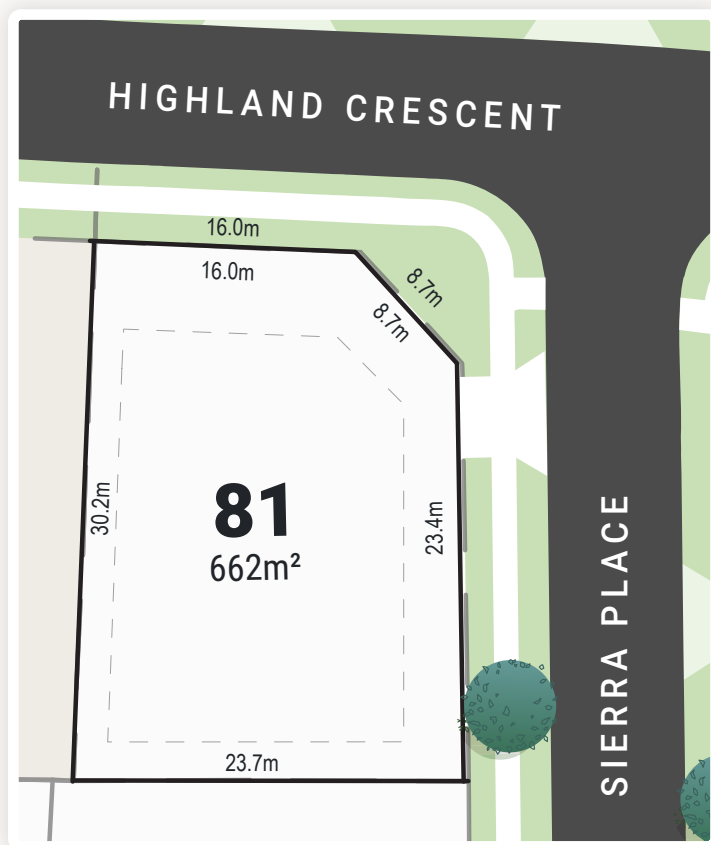 HIGHLAND CRESCENT
16.0m
16.0m
8.7m
8.7m
30.2m
81
662m²
23.4m
23.7m
SIERRA PLACE